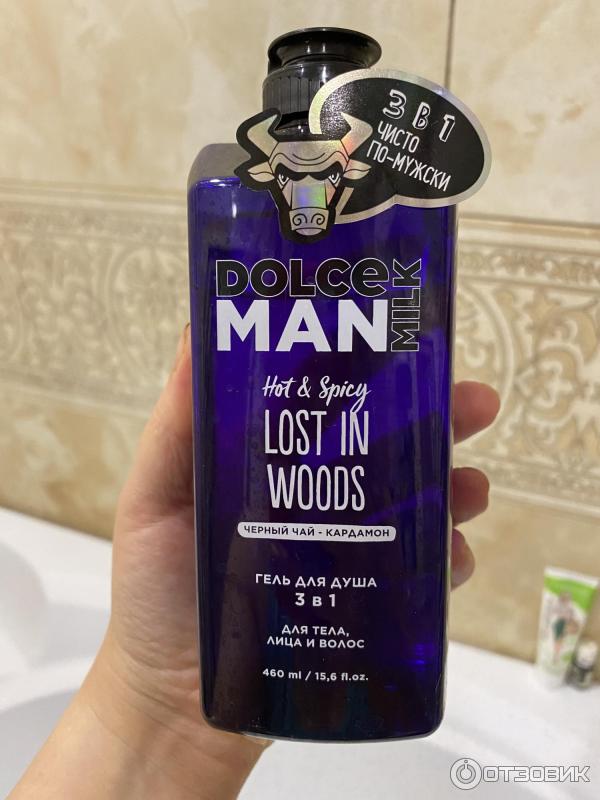 3 В 1
ЧИСТО
ПО-МУЖСКИ
DOLCe
MAN
MILK
Hot & Spicy
LOST IN
WOODS
ЧЕРНЫЙ ЧАЙ - КАРДАМОН
ГЕЛЬ ДЛЯ ДУША
3 в 1
ДЛЯ ТЕЛА,
ЛИЦА И ВОЛОС
460 ml / 15,6 fl.oz.
ОТЗОВИК